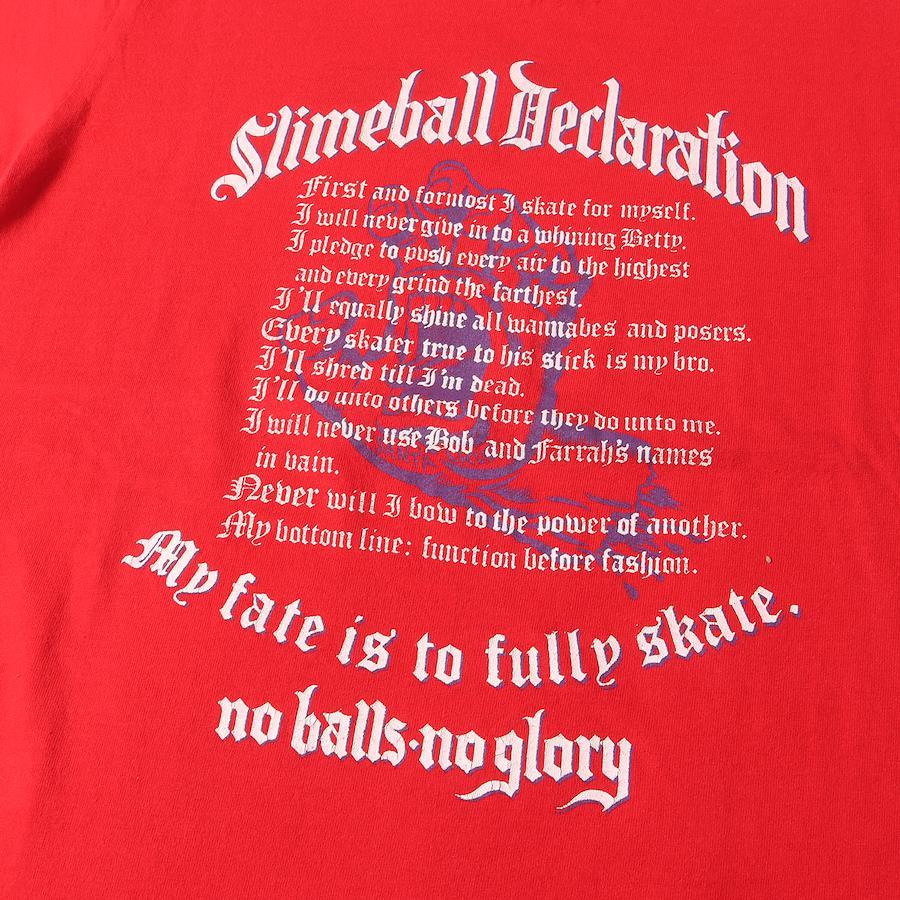 Slimeball Declaration
First and formost I skate for myself.
I will never give in to a whining Betty.
I pledge to push every air to the highest
and every grind the farthest.
I'll equally shine all wannabes and posers.
Every skater true to his stick is my bro.
I'll shred till I'm dead.
I'll do unto others before they do unto me.
I will never use Bob and Farrah's names
in vain.
Never will I bow to the power of another.
My bottom line: function before fashion.
My fate is to fully skate.
no balls·no glory